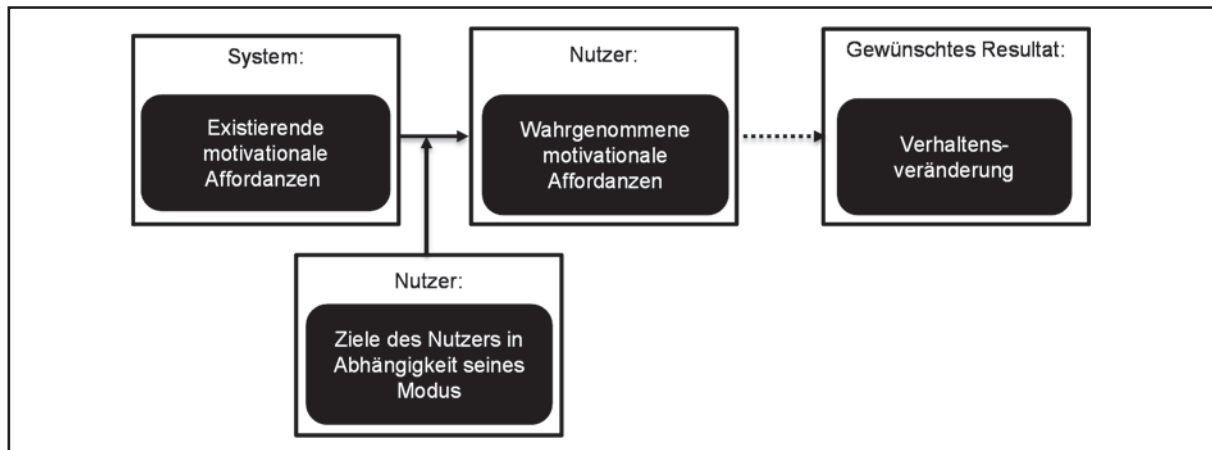 System:
Existierende
motivationale
Affordanzen
Nutzer:
Wahrgenommene
motivationale
Affordanzen
Gewünschtes Resultat:
Verhaltens-
veränderung
Nutzer:
Ziele des Nutzers in
Abhängigkeit seines
Modus